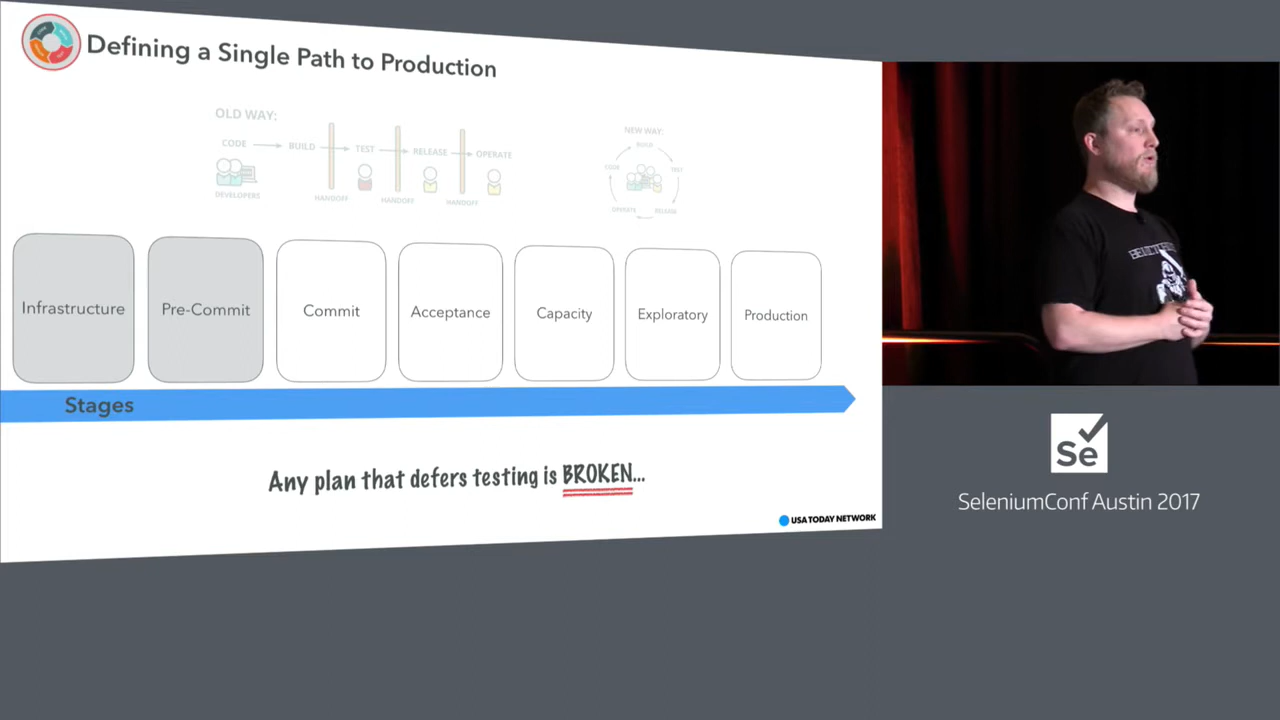 Defining a Single Path to Production
OLD WAY:
CODE
BUILD
TEST
RELEASE
OPERATE
DEVELOPERS
HANDOFF
HANDOFF
HANDOFF
NEW WAY:
BUILD
CODE
TEST
OPERATE
RELEASE
Infrastructure
Pre-Commit
Commit
Acceptance
Capacity
Exploratory
Production
Stages
Any plan that defers testing is BROKEN...
USA TODAY NETWORK
Se
SeleniumConf Austin 2017